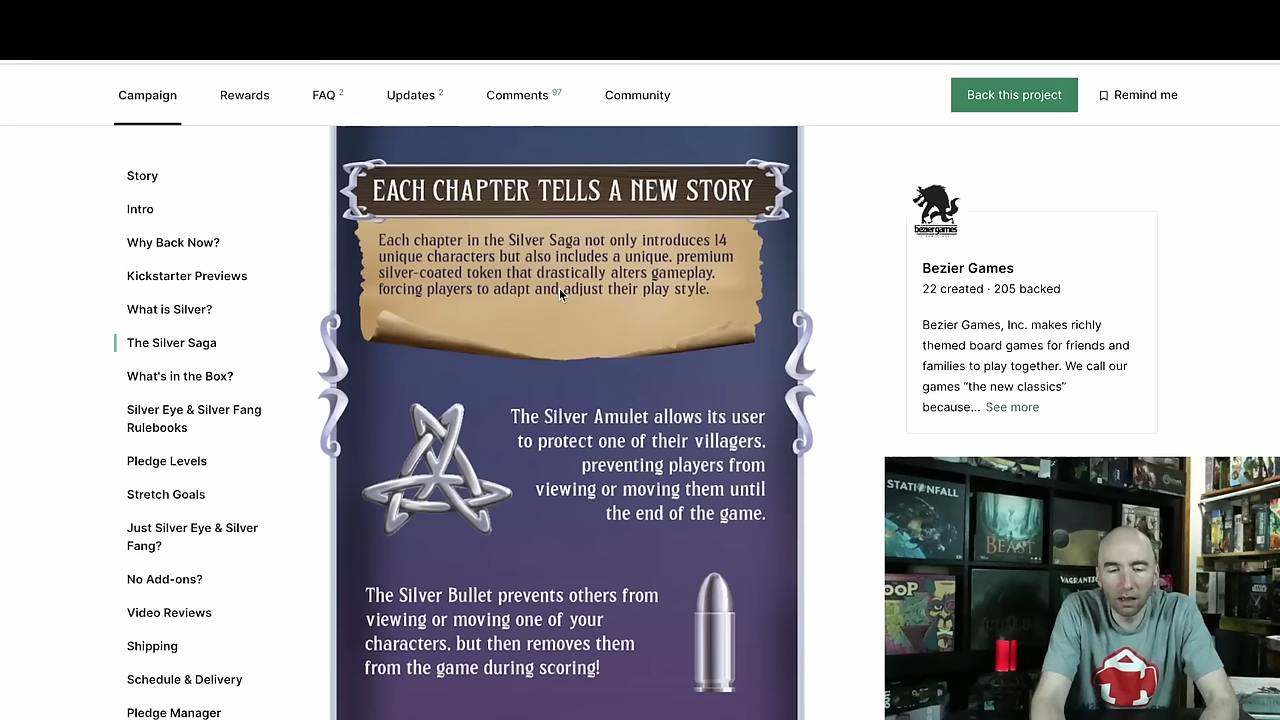 Campaign
Rewards
FAQ 2
Updates 2
Comments 97
Community
Back this project
Remind me
Story
Intro
Why Back Now?
Kickstarter Previews
What is Silver?
The Silver Saga
What's in the Box?
Silver Eye & Silver Fang
Rulebooks
Pledge Levels
Stretch Goals
Just Silver Eye & Silver
Fang?
No Add-ons?
Video Reviews
Shipping
Schedule & Delivery
Pledge Manager
EACH CHAPTER TELLS A NEW STORY
Each chapter in the Silver Saga not only introduces 14
unique characters but also includes a unique, premium
silver-coated token that drastically alters gameplay,
forcing players to adapt and adjust their play style.
The Silver Amulet allows its user
to protect one of their villagers,
preventing players from
viewing or moving them until
the end of the game.
The Silver Bullet prevents others from
viewing or moving one of your
characters, but then removes them
from the game during scoring!
bezier games
Bezier Games
22 created · 205 backed
Bezier Games, Inc. makes richly
themed board games for friends and
families to play together. We call our
games “the new classics”
because... See more
STATIONFALL
BEAST